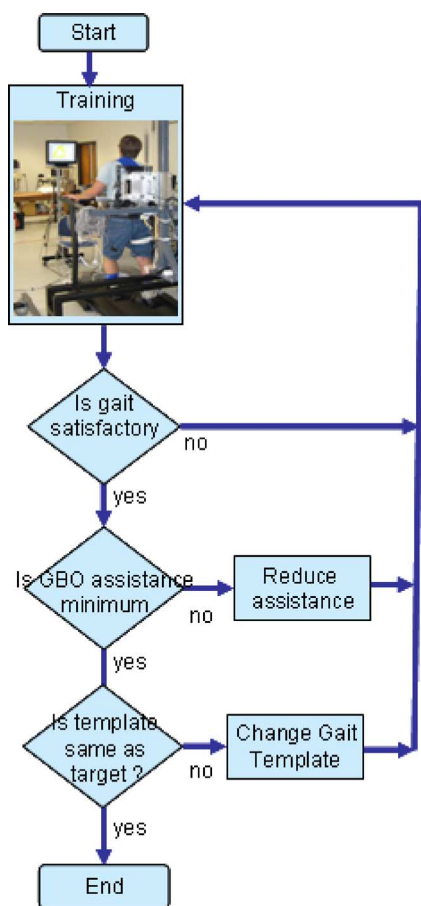 Start
Training
Is gait
satisfactory
no
yes
Is GBO assistance
minimum
no
Reduce
assistance
yes
Is template
same as
target ?
no
Change Gait
Template
yes
End